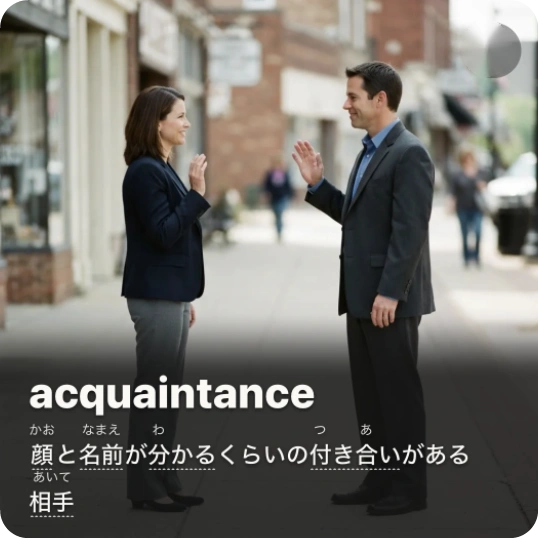 acquaintance
かお なまえ わ つ あ
顔と名前が分かるくらいの付き合いがある
あいて
相手